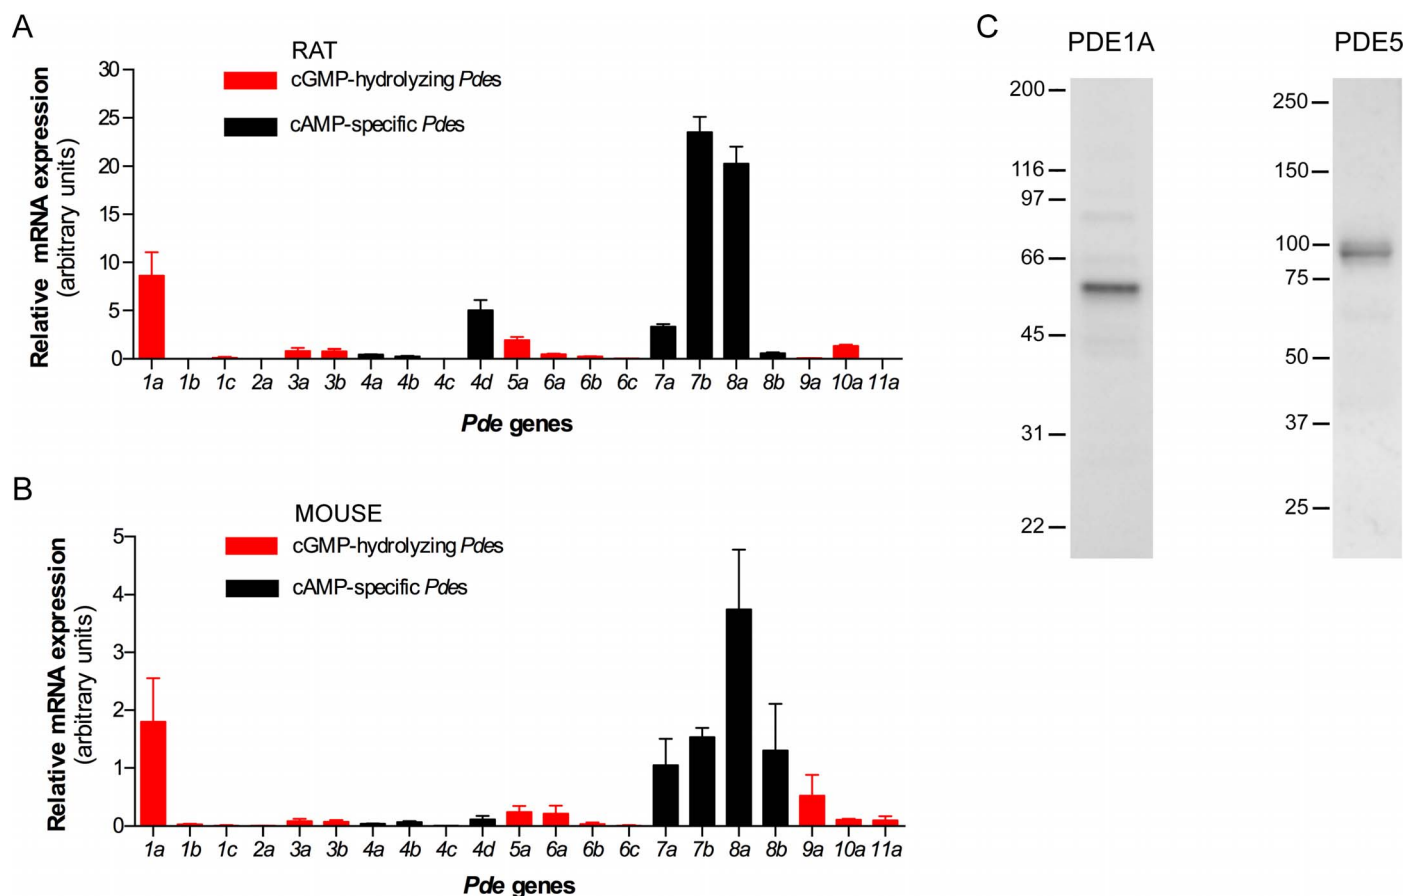 A
RAT
cGMP-hydrolyzing Pdes
cAMP-specific Pdes
Relative mRNA expression
(arbitrary units)
30
25
20
15
10
5
0
1a 1b 1c 2a 3a 3b 4a 4b 4c 4d 5a 6a 6b 6c 7a 7b 8a 8b 9a 10a 11a
Pde genes
B
MOUSE
cGMP-hydrolyzing Pdes
cAMP-specific Pdes
Relative mRNA expression
(arbitrary units)
5
4
3
2
1
0
1a 1b 1c 2a 3a 3b 4a 4b 4c 4d 5a 6a 6b 6c 7a 7b 8a 8b 9a 10a 11a
Pde genes
C
PDE1A
200
116
97
66
45
31
22
PDE5
250
150
100
75
50
37
25